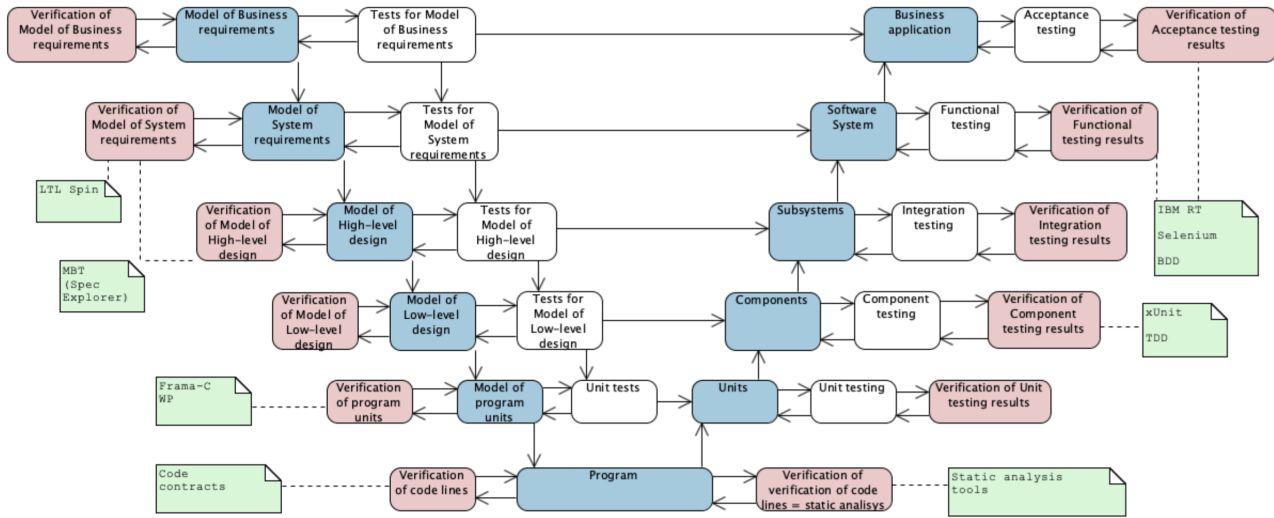 Verification of
Model of Business
requirements
Model of Business
requirements
Tests for Model
of Business
requirements
Business
application
Acceptance
testing
Verification of
Acceptance testing
results
Verification of
Model of System
requirements
Model of
System
requirements
Tests for
Model of
System
requirements
Software
System
Functional
testing
Verification of
Functional
testing results
LTL Spin
Verification
of Model of
High-level
design
Model of
High-level
design
Tests for
Model of
High-level
design
Subsystems
Integration
testing
Verification of
Integration
testing results
IBM RT
Selenium
BDD
MBT
(Spec
Explorer)
Verification
of Model of
Low-level
design
Model of
Low-level
design
Tests for
Model of
Low-level
design
Components
Component
testing
Verification of
Component
testing results
xUnit
TDD
Frama-C
WP
Verification
of program
units
Model of
program
units
Unit tests
Units
Unit testing
Verification of Unit
testing results
Code
contracts
Verification
of code lines
Program
Verification of
verification of code
lines = static analisys
Static analysis
tools